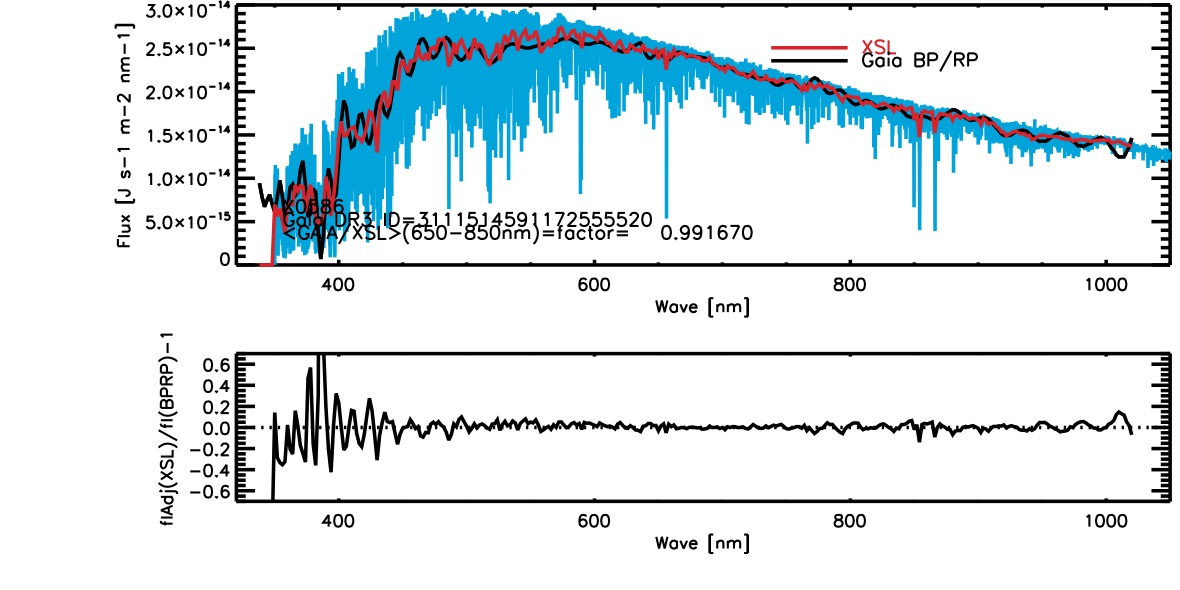 3.0×10⁻¹⁴
2.5×10⁻¹⁴
2.0×10⁻¹⁴
1.5×10⁻¹⁴
1.0×10⁻¹⁴
5.0×10⁻¹⁵
0
Flux [J s−1 m−2 nm−1]
XSL
Gaia BP/RP
X0586
Gaia DR3 ID=3111514591172555520
<GAIA/XSL>(650−850nm)=factor= 0.991670
400 600 800 1000
Wave [nm]
flAdj(XSL)/fl(BPRP)−1
0.6
0.4
0.2
0.0
−0.2
−0.4
−0.6
400 600 800 1000
Wave [nm]